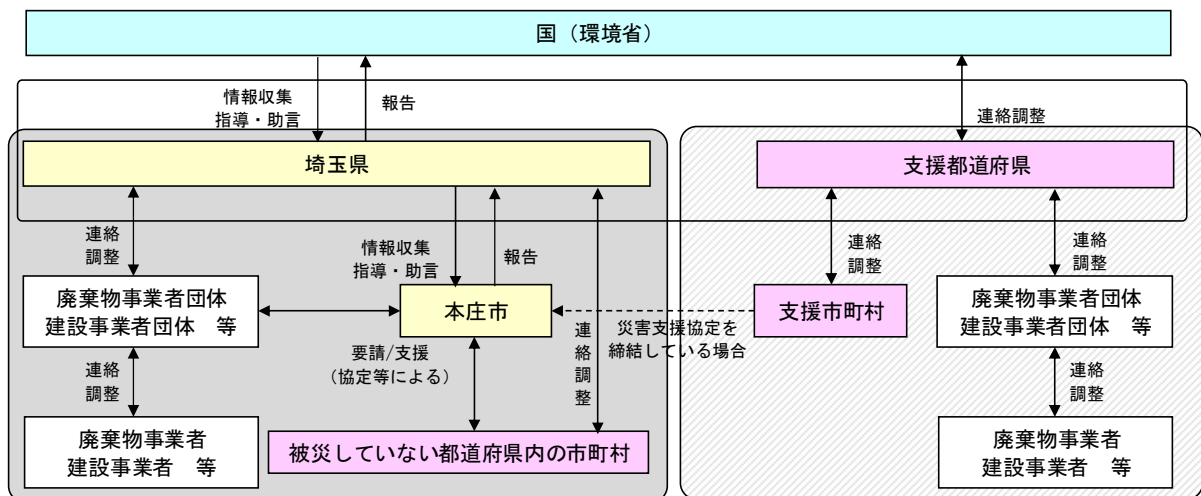 国（環境省）
情報収集
指導・助言
報告
連絡調整
埼玉県
支援都道府県
連絡
調整
情報収集
指導・助言
報告
連絡
調整
連絡
調整
廃棄物事業者団体
建設事業者団体　等
本庄市
支援市町村
廃棄物事業者団体
建設事業者団体　等
要請/支援
（協定等による）
連絡調整
災害支援協定を
締結している場合
連絡
調整
連絡
調整
廃棄物事業者
建設事業者　等
被災していない都道府県内の市町村
廃棄物事業者
建設事業者　等